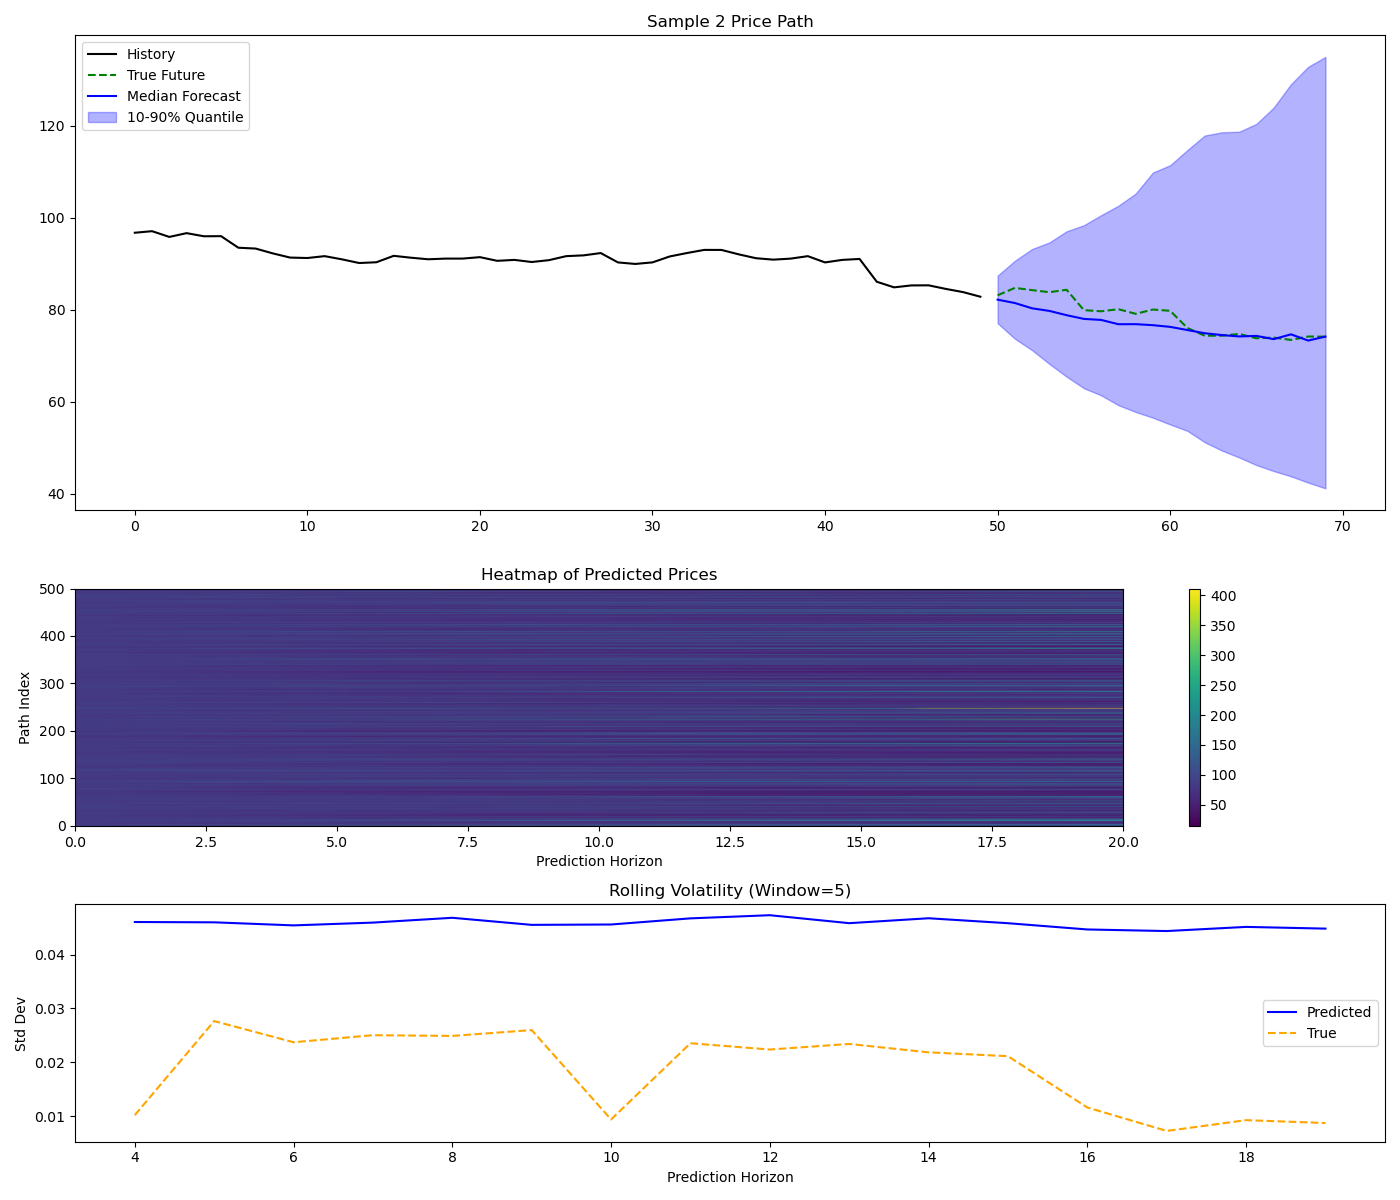 Sample 2 Price Path
History
True Future
Median Forecast
10-90% Quantile
120
100
80
60
40
0 10 20 30 40 50 60 70
Heatmap of Predicted Prices
Path Index
500
400
300
200
100
0
0.0 2.5 5.0 7.5 10.0 12.5 15.0 17.5 20.0
Prediction Horizon
400
350
300
250
200
150
100
50
Rolling Volatility (Window=5)
Std Dev
0.04
0.03
0.02
0.01
Predicted
True
4 6 8 10 12 14 16 18
Prediction Horizon